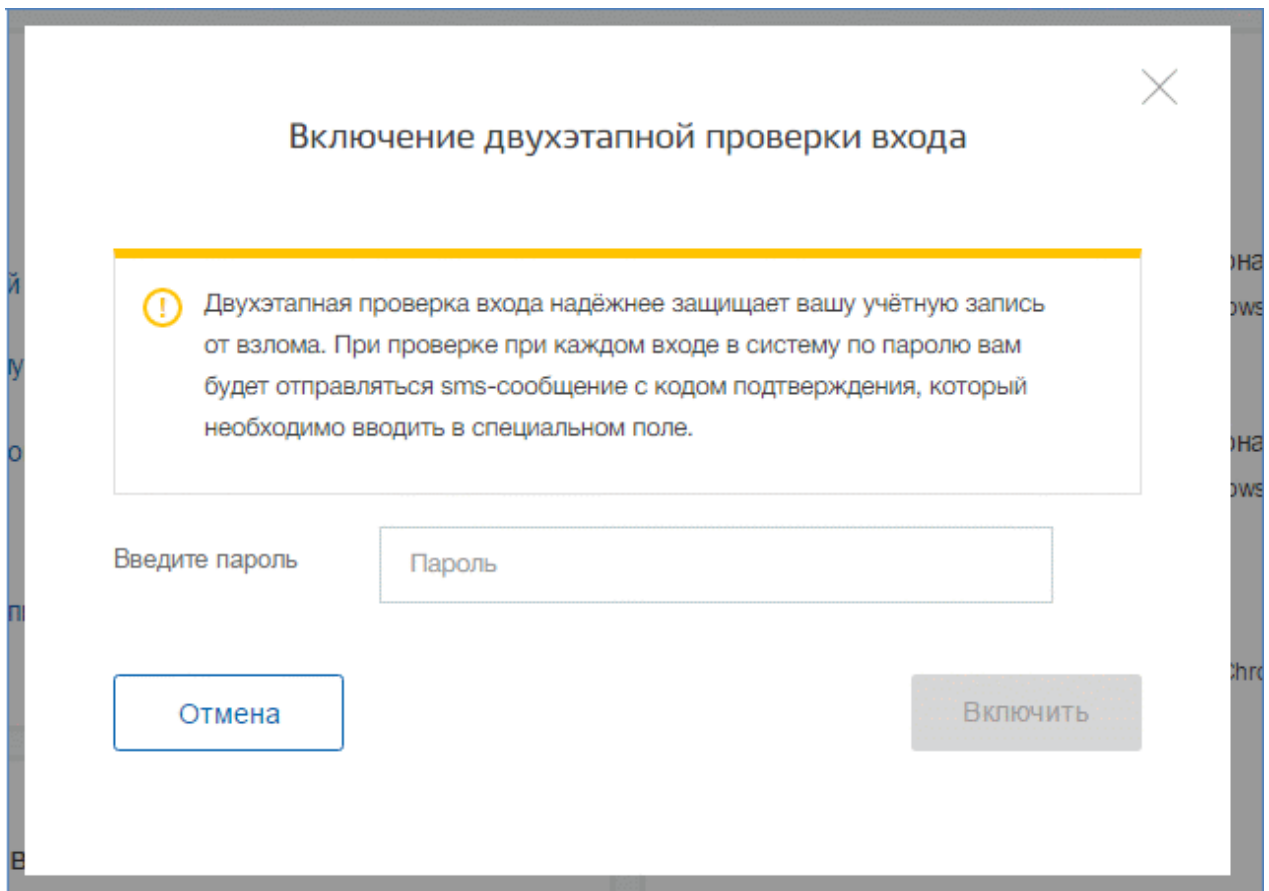 Включение двухэтапной проверки входа
Двухэтапная проверка входа надёжнее защищает вашу учётную запись
от взлома. При проверке при каждом входе в систему по паролю вам
будет отправляться sms-сообщение с кодом подтверждения, который
необходимо вводить в специальном поле.
Введите пароль
Пароль
Отмена
Включить